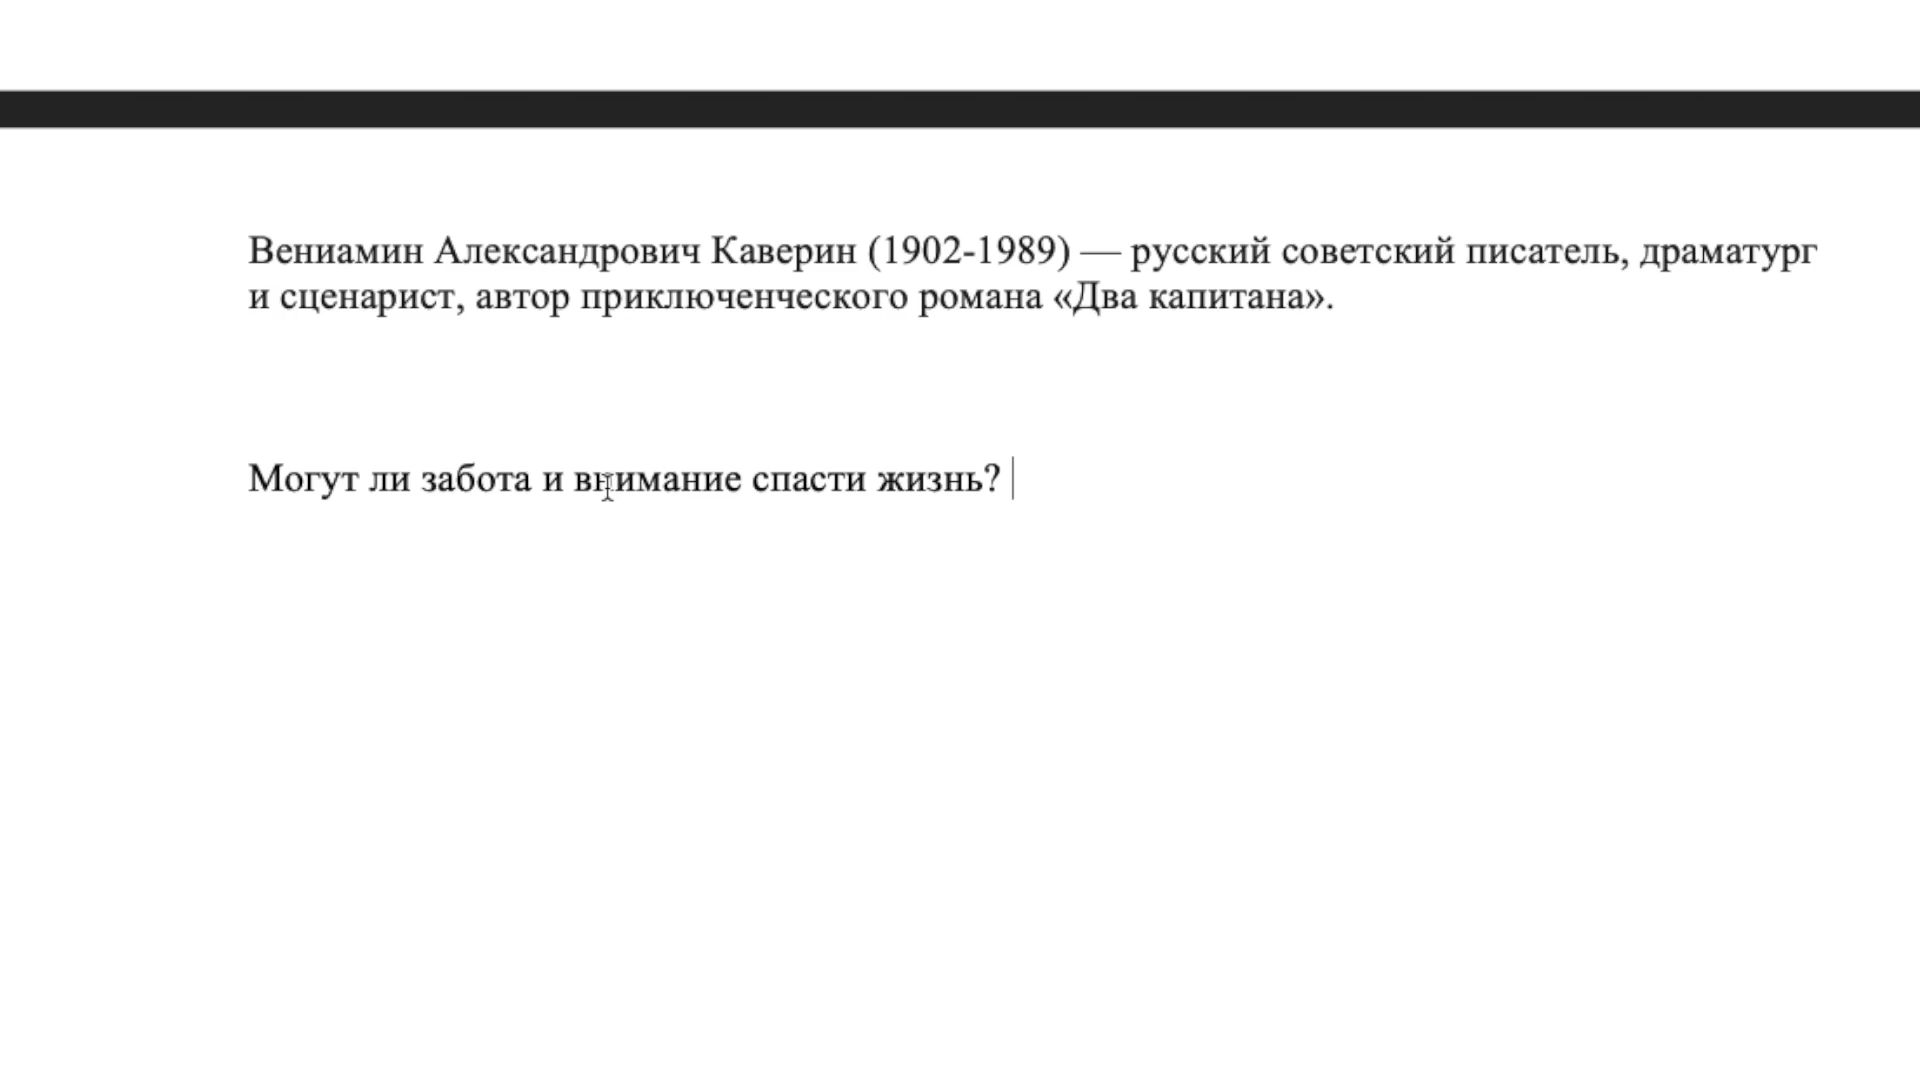 Вениамин Александрович Каверин (1902-1989) — русский советский писатель, драматург
и сценарист, автор приключенческого романа «Два капитана».
Могут ли забота и внимание спасти жизнь?